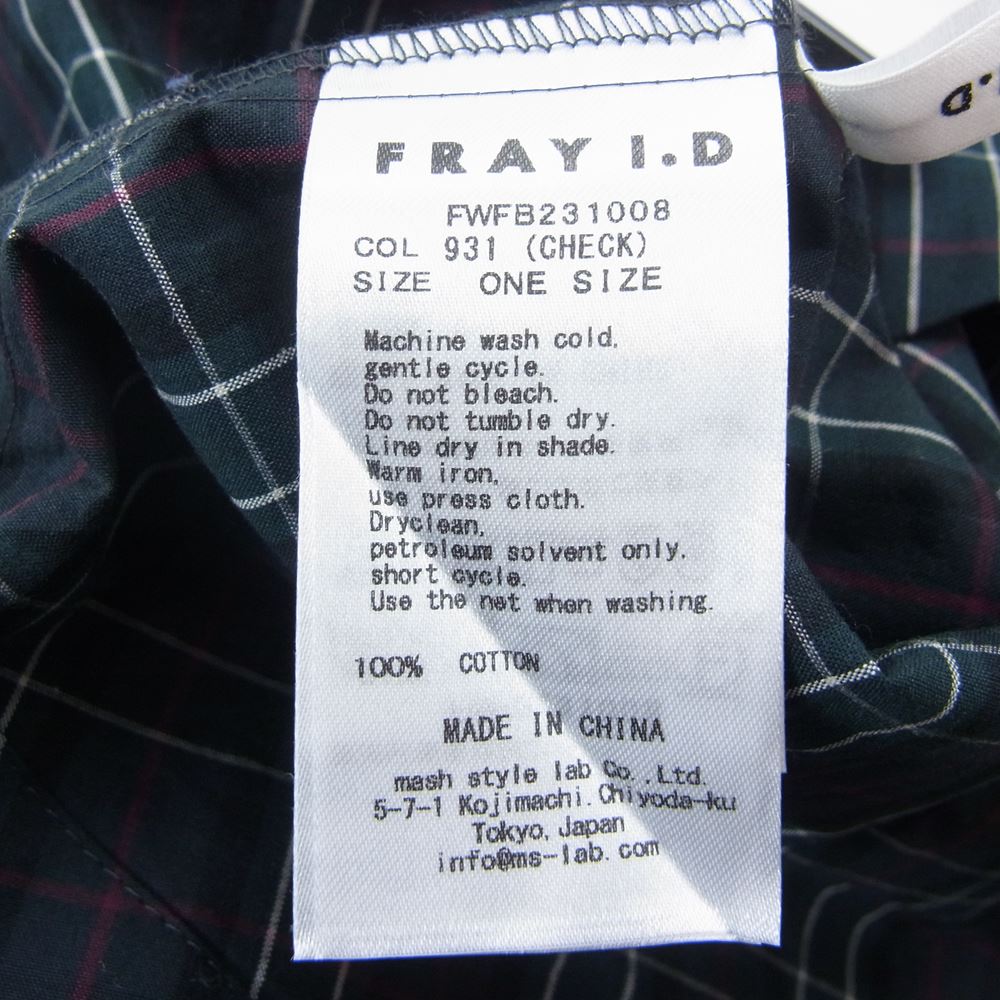 FRAY I.D
FWFB231008
COL 931 (CHECK)
SIZE ONE SIZE
Machine wash cold,
gentle cycle.
Do not bleach.
Do not tumble dry.
Line dry in shade.
Warm iron,
use press cloth.
Dryclean,
petroleum solvent only.
short cycle.
Use the net when washing.
100% COTTON
MADE IN CHINA
mash style lab Co.,Ltd.
5-7-1 Kojimachi.Chiyoda-ku
Tokyo,Japan
info@ms-lab.com
.D